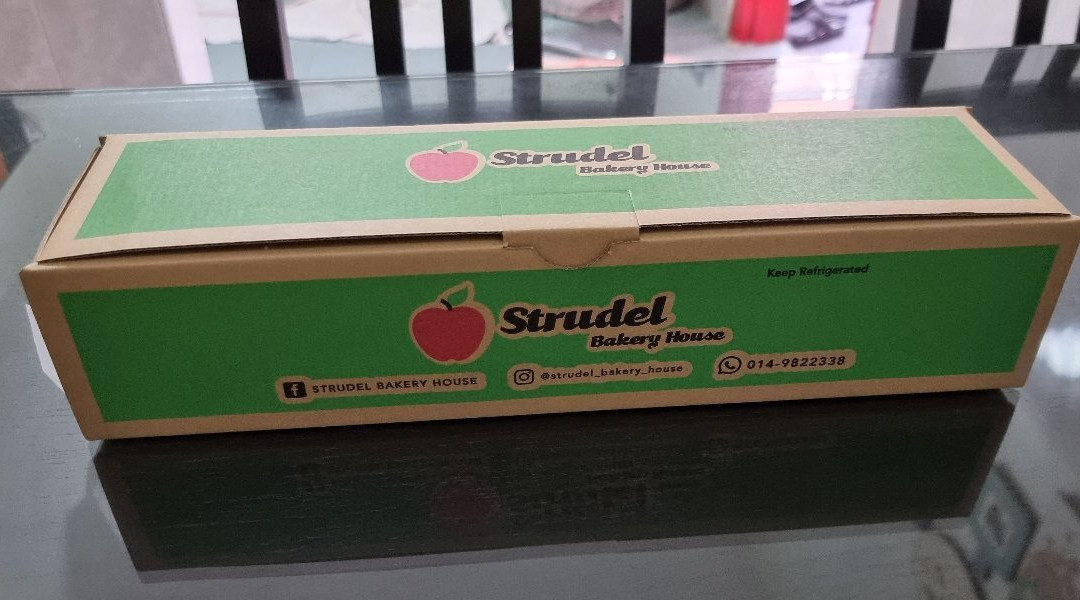 Strudel
Bakery House
Keep Refrigerated
Strudel
Bakery House
STRUDEL BAKERY HOUSE
@strudel_bakery_house
014-9822338